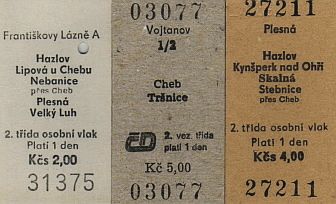 Františkovy Lázně A
Hazlov
Lipová u Chebu
Nebanice
přes Cheb
Plesná
Velký Luh
2. třída osobní vlak
Platí 1 den
Kčs 2,00
31375
03077
Vojtanov
1/2
Cheb
Tršnice
ČD 2. voz. třída
platí 1 den
Kč 5,00
03077
27211
Plesná
Hazlov
Kynšperk nad Ohří
Skalná
Stebnice
přes Cheb
2. třída osobní vlak
Platí 1 den
Kčs 4,00
27211